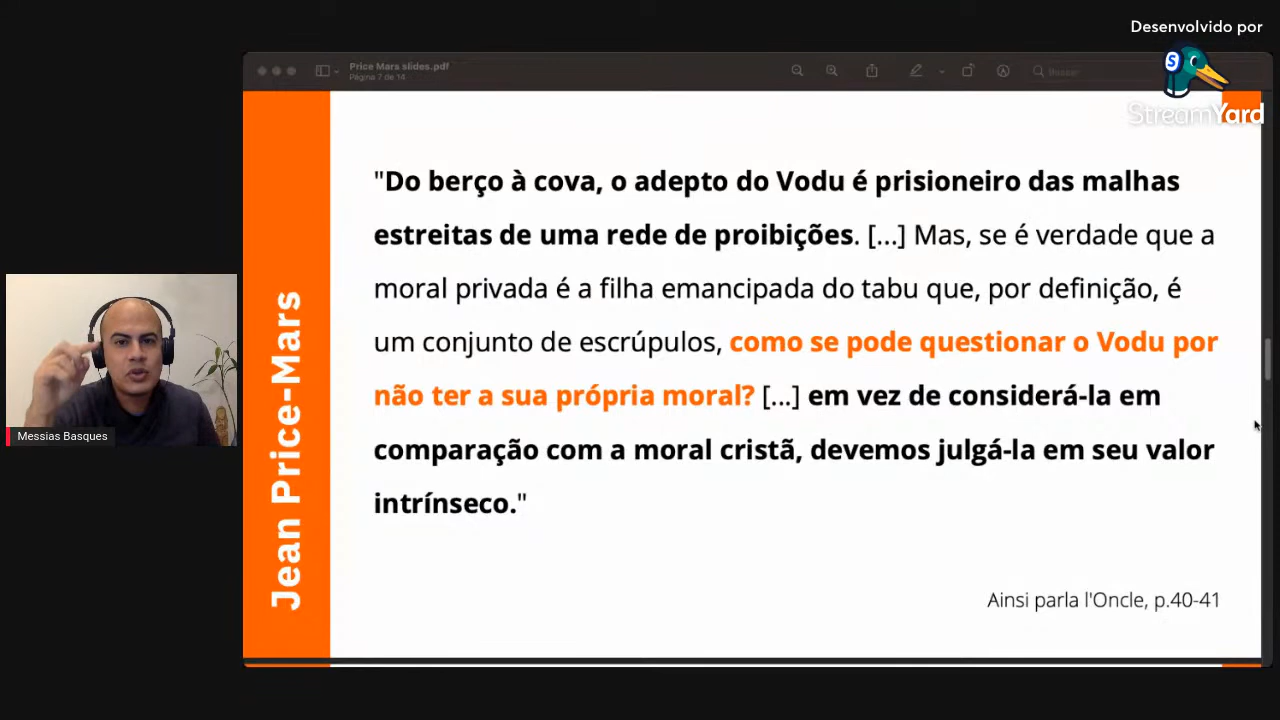 Desenvolvido por
StreamYard
Price Mars slides.pdf
Página 7 de 14
Buscar
"Do berço à cova, o adepto do Vodu é prisioneiro das malhas
estreitas de uma rede de proibições. [...] Mas, se é verdade que a
moral privada é a filha emancipada do tabu que, por definição, é
um conjunto de escrúpulos, como se pode questionar o Vodu por
não ter a sua própria moral? [...] em vez de considerá-la em
comparação com a moral cristã, devemos julgá-la em seu valor
intrínseco."
Ainsi parla l'Oncle, p.40-41
Jean Price-Mars
Messias Basques